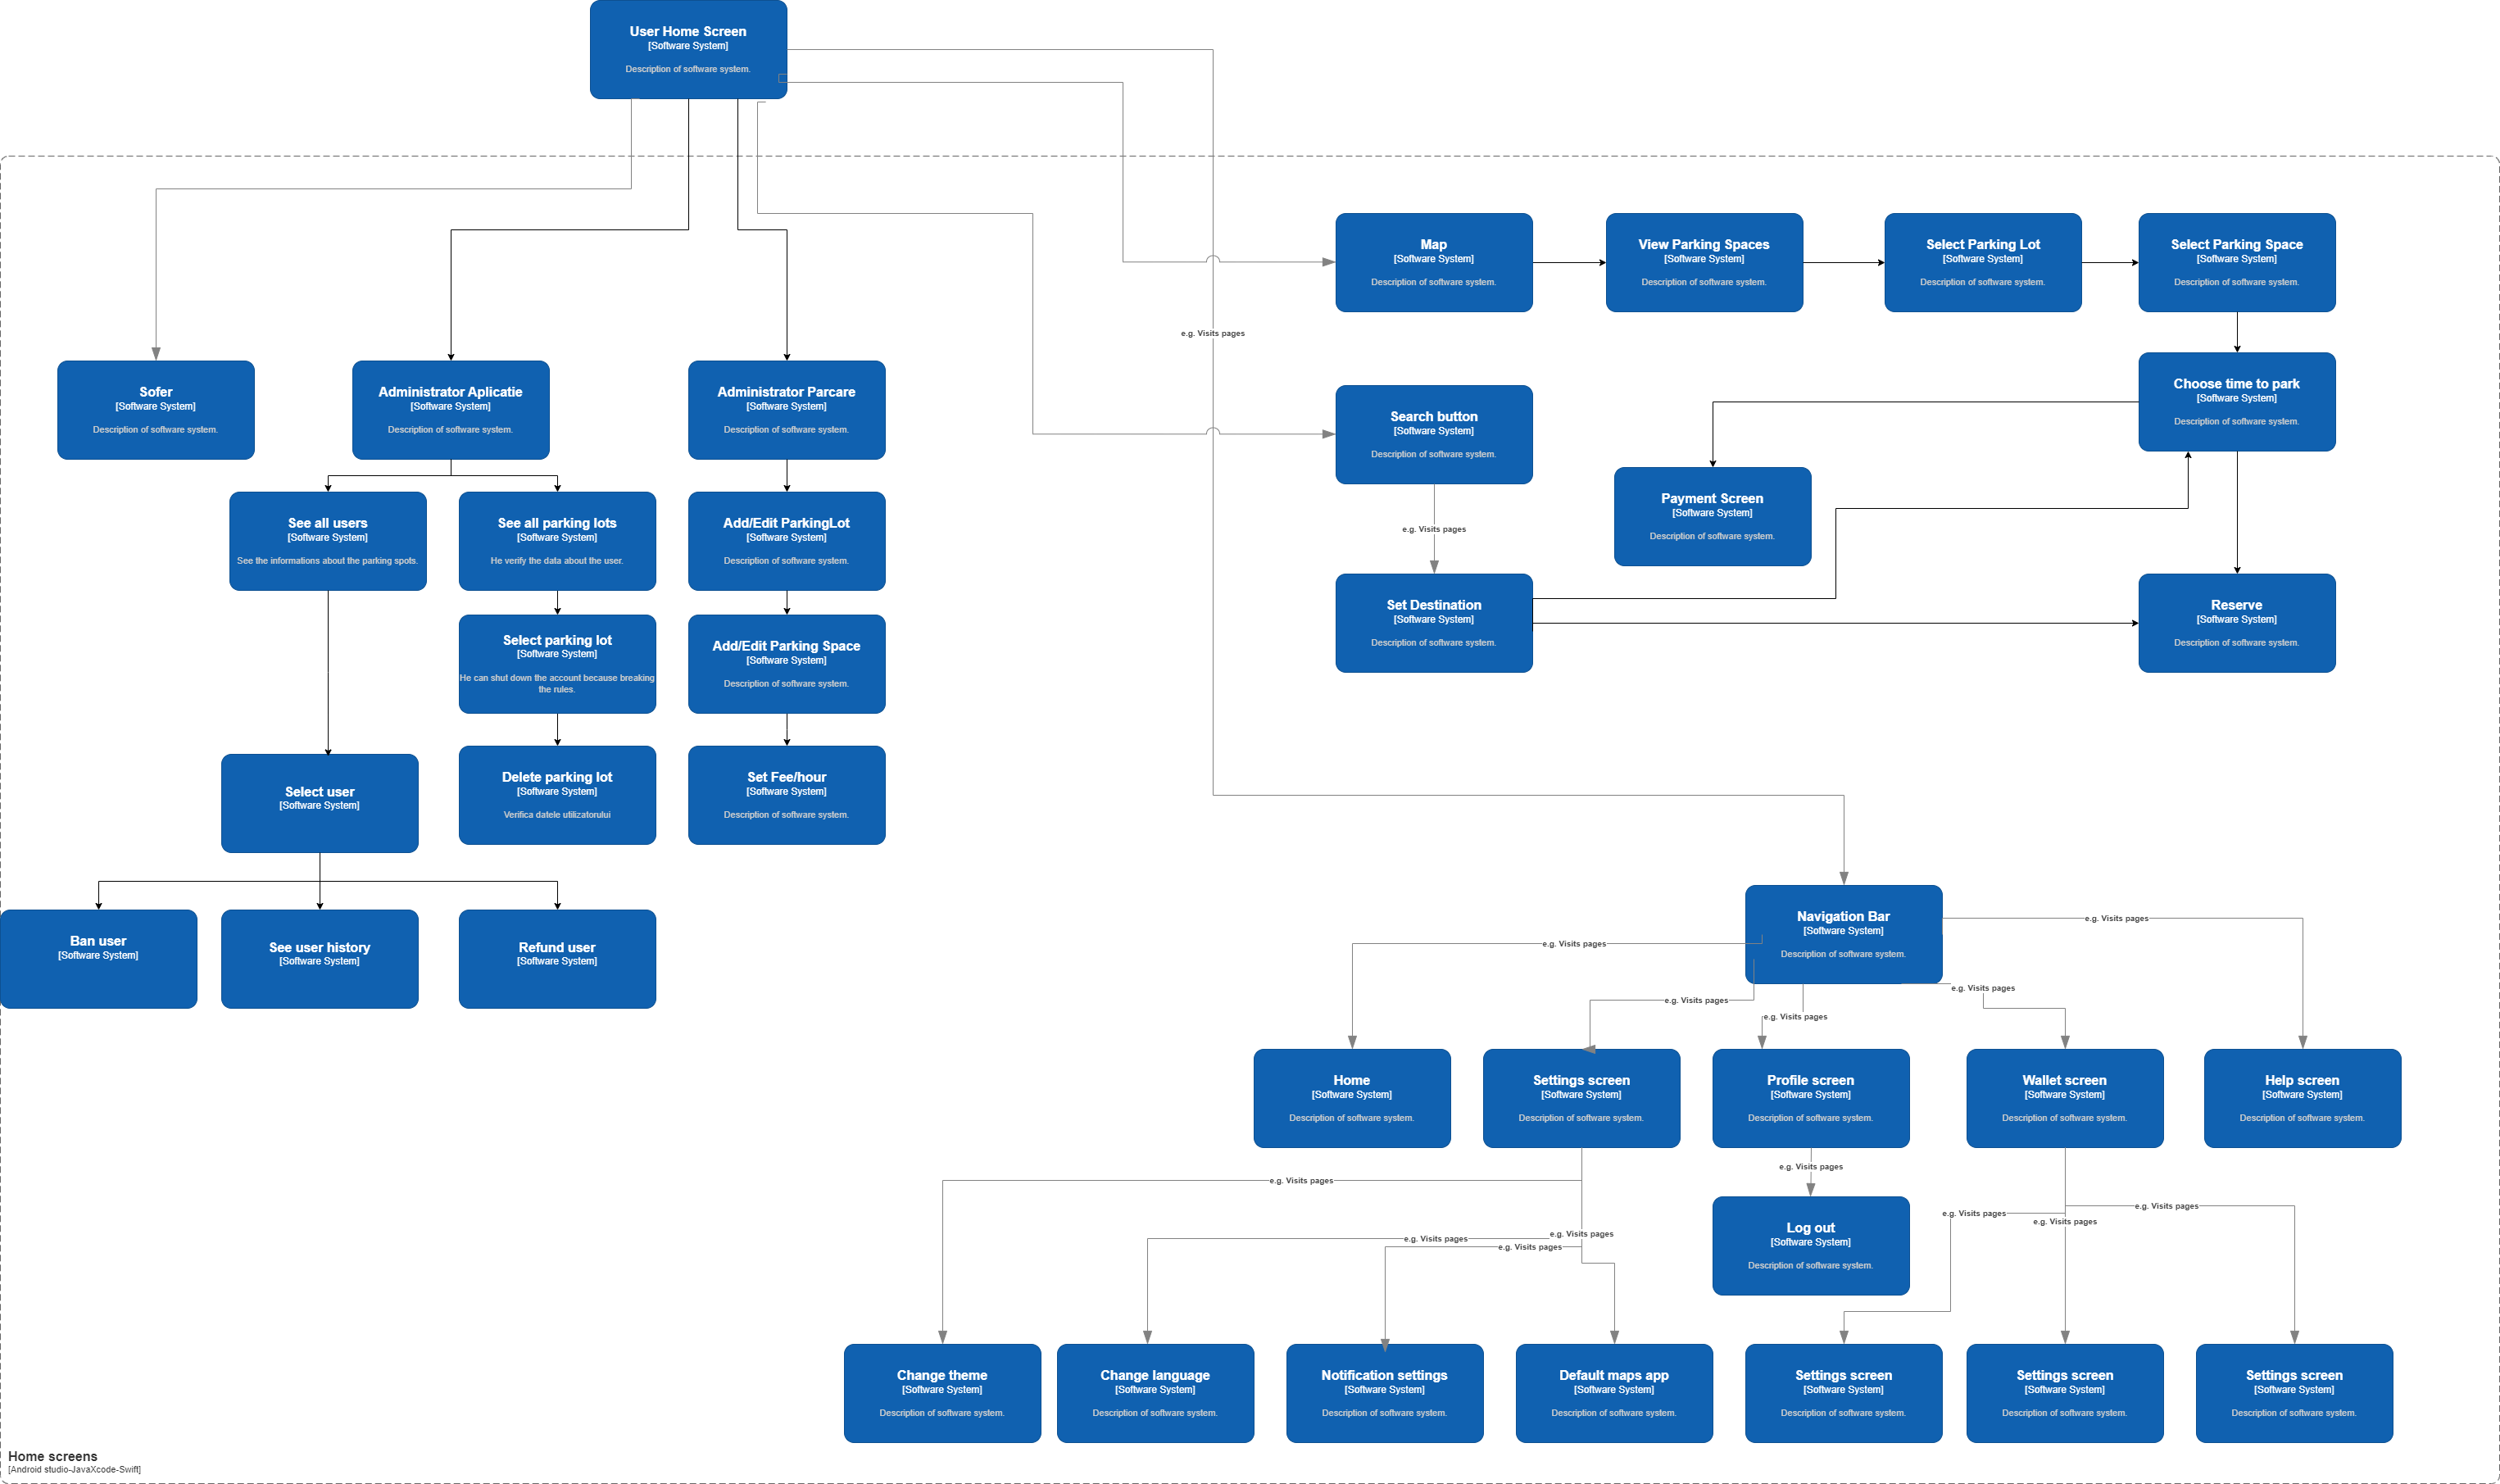 User Home Screen
[Software System]
Description of software system.
e.g. Visits pages
Map
[Software System]
Description of software system.
View Parking Spaces
[Software System]
Description of software system.
Select Parking Lot
[Software System]
Description of software system.
Select Parking Space
[Software System]
Description of software system.
Sofer
[Software System]
Description of software system.
Administrator Aplicatie
[Software System]
Description of software system.
Administrator Parcare
[Software System]
Description of software system.
Search button
[Software System]
Description of software system.
Choose time to park
[Software System]
Description of software system.
See all users
[Software System]
See the informations about the parking spots.
See all parking lots
[Software System]
He verify the data about the user.
Add/Edit ParkingLot
[Software System]
Description of software system.
e.g. Visits pages
Payment Screen
[Software System]
Description of software system.
Select parking lot
[Software System]
He can shut down the account because breaking
the rules.
Add/Edit Parking Space
[Software System]
Description of software system.
Set Destination
[Software System]
Description of software system.
Reserve
[Software System]
Description of software system.
Select user
[Software System]
Delete parking lot
[Software System]
Verifica datele utilizatorului
Set Fee/hour
[Software System]
Description of software system.
Ban user
[Software System]
See user history
[Software System]
Refund user
[Software System]
Navigation Bar
[Software System]
Description of software system.
e.g. Visits pages
e.g. Visits pages
e.g. Visits pages
e.g. Visits pages
e.g. Visits pages
Home
[Software System]
Description of software system.
Settings screen
[Software System]
Description of software system.
Profile screen
[Software System]
Description of software system.
Wallet screen
[Software System]
Description of software system.
Help screen
[Software System]
Description of software system.
e.g. Visits pages
e.g. Visits pages
e.g. Visits pages
e.g. Visits pages
e.g. Visits pages
Log out
[Software System]
Description of software system.
e.g. Visits pages
e.g. Visits pages
e.g. Visits pages
Change theme
[Software System]
Description of software system.
Change language
[Software System]
Description of software system.
Notification settings
[Software System]
Description of software system.
Default maps app
[Software System]
Description of software system.
Settings screen
[Software System]
Description of software system.
Settings screen
[Software System]
Description of software system.
Settings screen
[Software System]
Description of software system.
Home screens
[Android studio-JavaXcode-Swift]